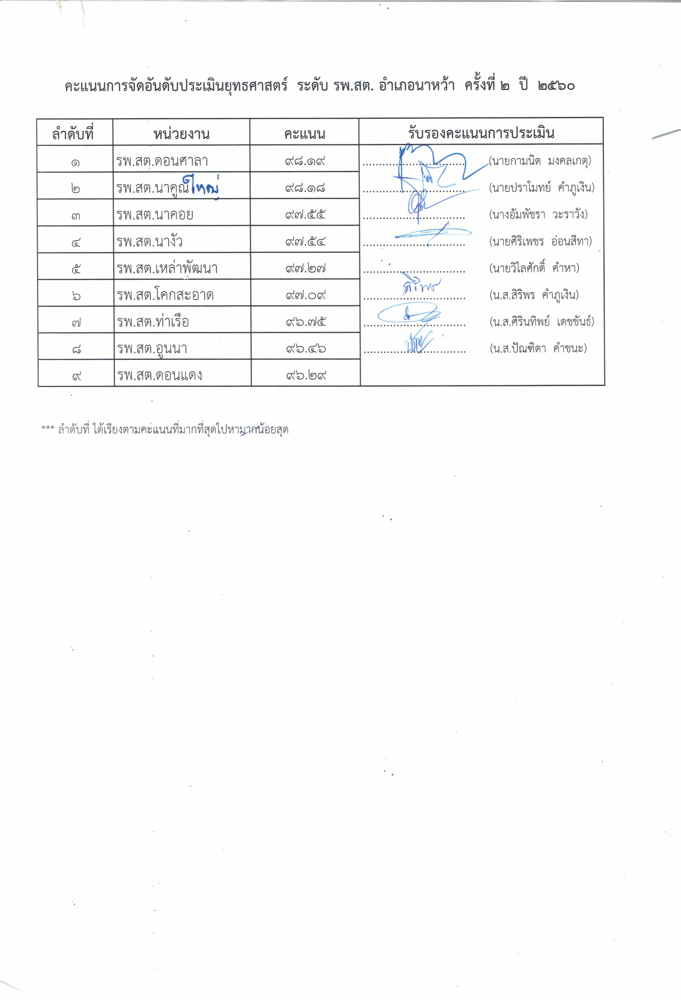 คะแนนการจัดอันดับประเมินยุทธศาสตร์ ระดับ รพ.สต. อำเภอนาหว้า ครั้งที่ ๒ ปี ๒๕๖๐
ลำดับที่ หน่วยงาน คะแนน รับรองคะแนนการประเมิน
๑ รพ.สต.ดอนศาลา ๙๘.๑๙ (นายกามนิต มงคลเกตุ)
๒ รพ.สต.นาคูณใหญ่ ๙๘.๑๘ (นายปราโมทย์ คำภูเงิน)
๓ รพ.สต.นาคอย ๙๗.๕๕ (นางอัมพัชรา วะราวัง)
๔ รพ.สต.นางัว ๙๗.๕๔ (นายศิริเพชร อ่อนสีทา)
๕ รพ.สต.เหล่าพัฒนา ๙๗.๒๗ (นายวิไลศักดิ์ คำหา)
๖ รพ.สต.โคกสะอาด ๙๗.๐๙ ศิริพร (น.ส.สิริพร คำภูเงิน)
๗ รพ.สต.ท่าเรือ ๙๖.๗๕ (น.ส.ศิรินทิพย์ เดชขันธ์)
๘ รพ.สต.อูนนา ๙๖.๔๖ (น.ส.ปัณฑิตา คำชนะ)
๙ รพ.สต.ดอนแดง ๙๖.๒๙
*** ลำดับที่ ได้เรียงตามคะแนนที่มากที่สุดไปหามากน้อยสุด